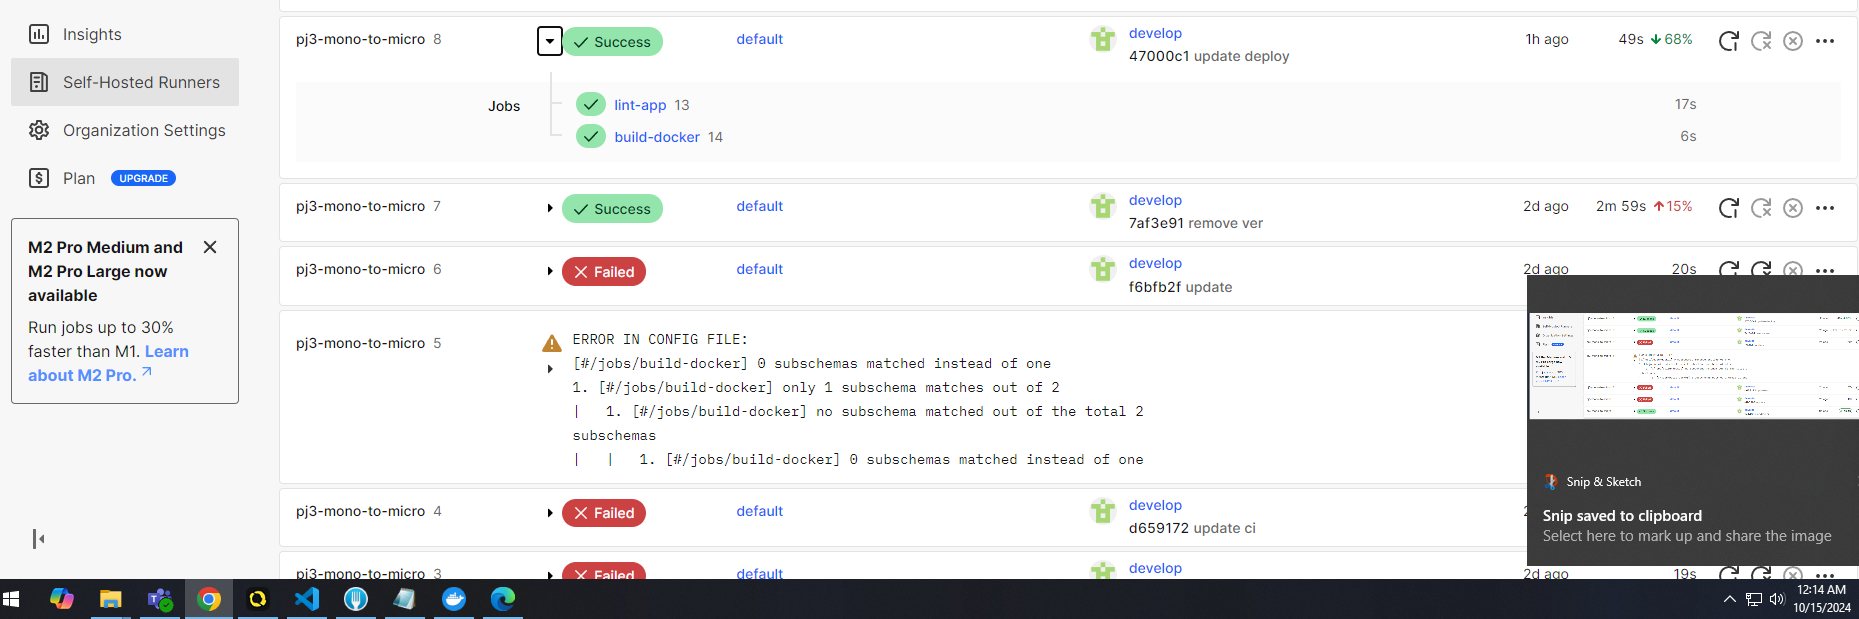 Insights
Self-Hosted Runners
Organization Settings
Plan UPGRADE
M2 Pro Medium and
M2 Pro Large now
available
Run jobs up to 30%
faster than M1. Learn
about M2 Pro.
pj3-mono-to-micro 8 Success default develop 1h ago 49s 68%
47000c1 update deploy
Jobs lint-app 13 17s
build-docker 14 6s
pj3-mono-to-micro 7 Success default develop 2d ago 2m 59s 15%
7af3e91 remove ver
pj3-mono-to-micro 6 Failed default develop 2d ago 20s
f6bfb2f update
pj3-mono-to-micro 5
ERROR IN CONFIG FILE:
[#/jobs/build-docker] 0 subschemas matched instead of one
1. [#/jobs/build-docker] only 1 subschema matches out of 2
| 1. [#/jobs/build-docker] no subschema matched out of the total 2
subschemas
| | 1. [#/jobs/build-docker] 0 subschemas matched instead of one
pj3-mono-to-micro 4 Failed default develop
d659172 update ci
pj3-mono-to-micro 3 Failed default develop 2d ago 19s
Snip & Sketch
Snip saved to clipboard
Select here to mark up and share the image
12:14 AM
10/15/2024